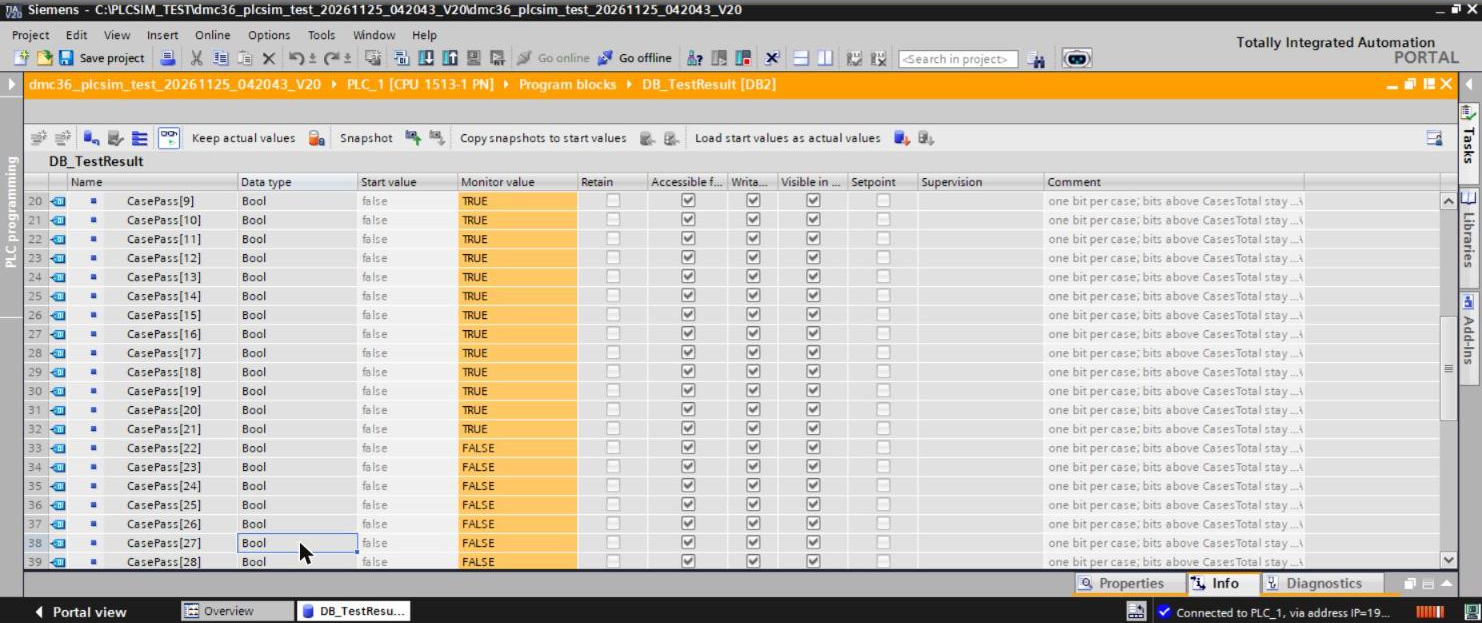 Siemens - C:\PLCSIM_TEST\dmc36_plcsim_test_20261125_042043_V20\dmc36_plcsim_test_20261125_042043_V20
Project Edit View Insert Online Options Tools Window Help
Totally Integrated Automation
PORTAL
Save project Go online Go offline <Search in project>
dmc36_plcsim_test_20261125_042043_V20 PLC_1 [CPU 1513-1 PN] Program blocks DB_TestResult [DB2]
Keep actual values Snapshot Copy snapshots to start values Load start values as actual values
DB_TestResult
Name Data type Start value Monitor value Retain Accessible f... Writa... Visible in ... Setpoint Supervision Comment
20 CasePass[9] Bool false TRUE one bit per case; bits above CasesTotal stay ...
21 CasePass[10] Bool false TRUE one bit per case; bits above CasesTotal stay ...
22 CasePass[11] Bool false TRUE one bit per case; bits above CasesTotal stay ...
23 CasePass[12] Bool false TRUE one bit per case; bits above CasesTotal stay ...
24 CasePass[13] Bool false TRUE one bit per case; bits above CasesTotal stay ...
25 CasePass[14] Bool false TRUE one bit per case; bits above CasesTotal stay ...
26 CasePass[15] Bool false TRUE one bit per case; bits above CasesTotal stay ...
27 CasePass[16] Bool false TRUE one bit per case; bits above CasesTotal stay ...
28 CasePass[17] Bool false TRUE one bit per case; bits above CasesTotal stay ...
29 CasePass[18] Bool false TRUE one bit per case; bits above CasesTotal stay ...
30 CasePass[19] Bool false TRUE one bit per case; bits above CasesTotal stay ...
31 CasePass[20] Bool false TRUE one bit per case; bits above CasesTotal stay ...
32 CasePass[21] Bool false TRUE one bit per case; bits above CasesTotal stay ...
33 CasePass[22] Bool false FALSE one bit per case; bits above CasesTotal stay ...
34 CasePass[23] Bool false FALSE one bit per case; bits above CasesTotal stay ...
35 CasePass[24] Bool false FALSE one bit per case; bits above CasesTotal stay ...
36 CasePass[25] Bool false FALSE one bit per case; bits above CasesTotal stay ...
37 CasePass[26] Bool false FALSE one bit per case; bits above CasesTotal stay ...
38 CasePass[27] Bool false FALSE one bit per case; bits above CasesTotal stay ...
39 CasePass[28] Bool false FALSE one bit per case; bits above CasesTotal stay ...
PLC programming
Tasks
Libraries
Add-Ins
Properties Info Diagnostics
Portal view Overview DB_TestResu... Connected to PLC_1, via address IP=19...